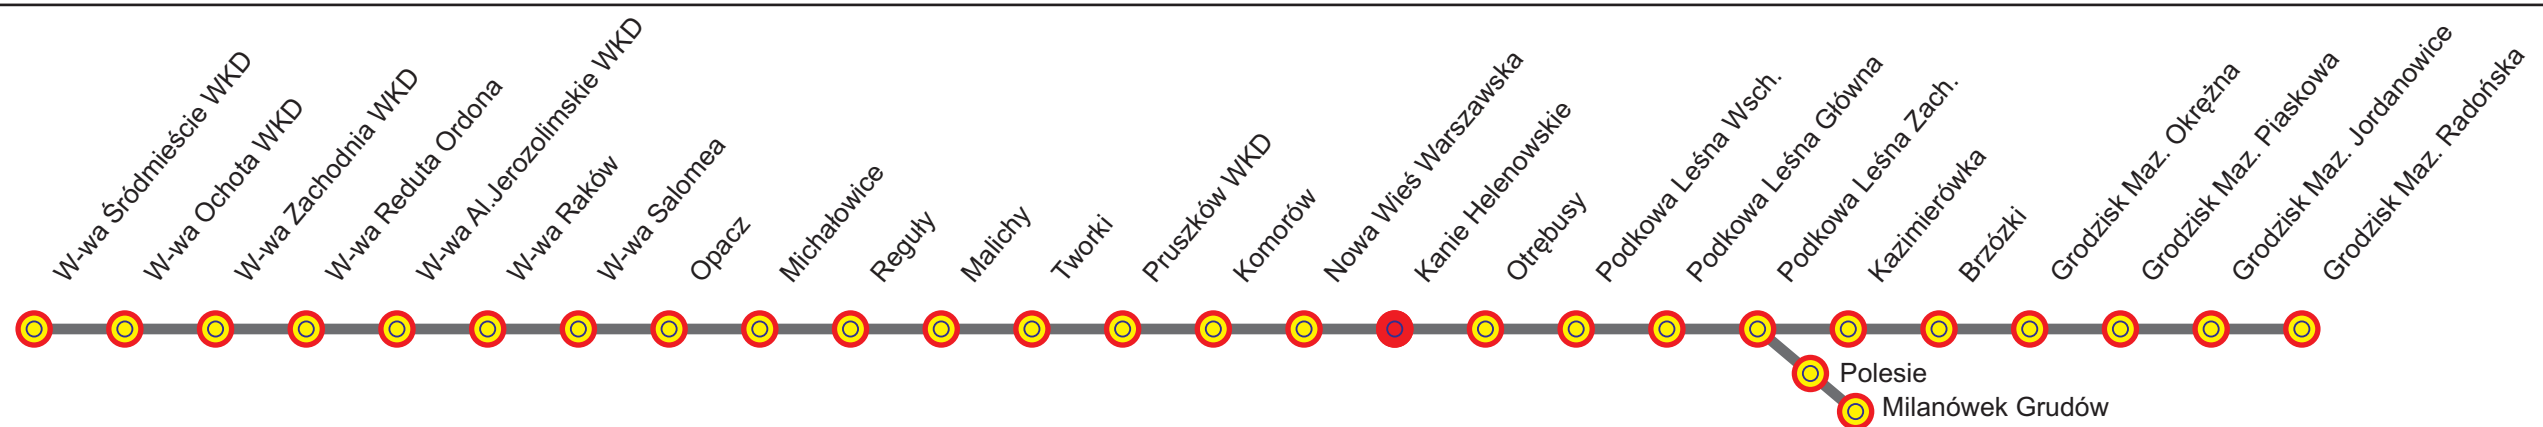 W-wa Śródmieście WKD
W-wa Ochota WKD
W-wa Zachodnia WKD
W-wa Reduta Ordona
W-wa Al.Jerozolimskie WKD
W-wa Raków
W-wa Salomea
Opacz
Michałowice
Reguły
Malichy
Tworki
Pruszków WKD
Komorów
Nowa Wieś Warszawska
Kanie Helenowskie
Otrębusy
Podkowa Leśna Wsch.
Podkowa Leśna Główna
Podkowa Leśna Zach.
Kazimierówka
Brzózki
Grodzisk Maz. Okrężna
Grodzisk Maz. Piaskowa
Grodzisk Maz. Jordanowice
Grodzisk Maz. Radońska
Polesie
Milanówek Grudów